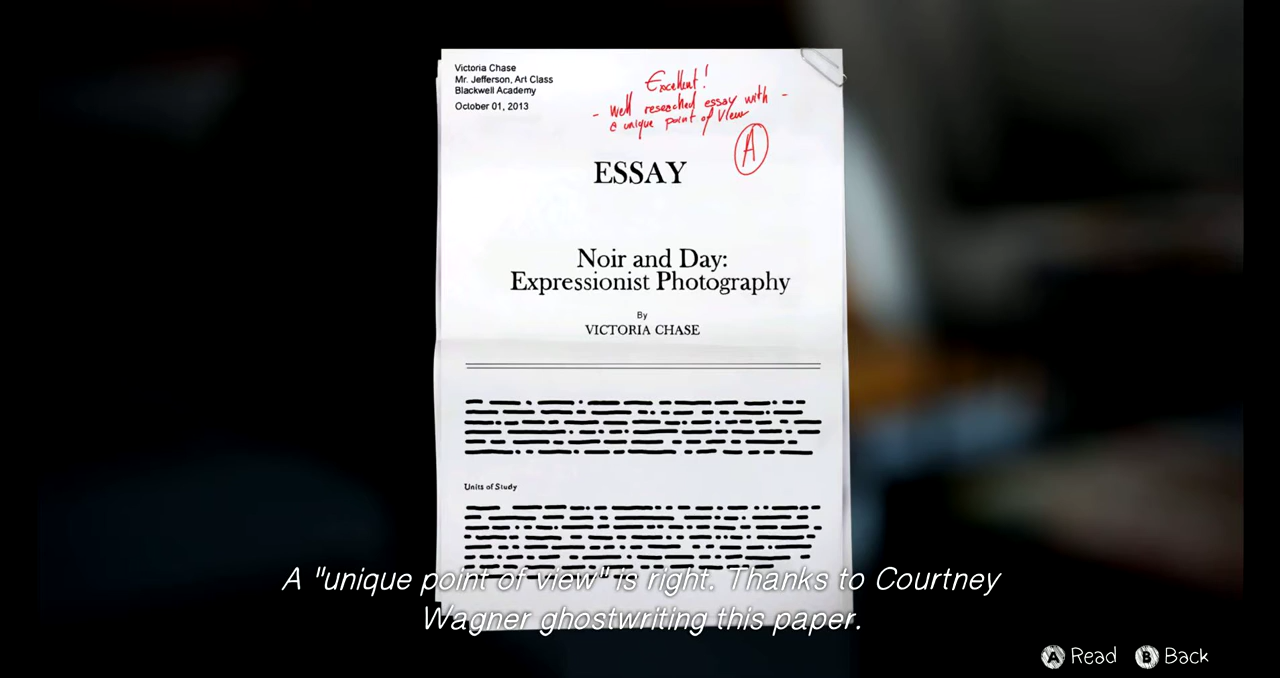 Victoria Chase
Mr. Jefferson, Art Class
Blackwell Academy
October 01, 2013
Excellent!
- Well reseached essay with -
a unique point of view
A
ESSAY
Noir and Day:
Expressionist Photography
By
VICTORIA CHASE
Units of Study
A "unique point of view" is right. Thanks to Courtney
Wagner ghostwriting this paper.
A Read B Back